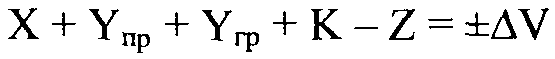 X + Yпр + Yгр + K – Z = ±ΔV